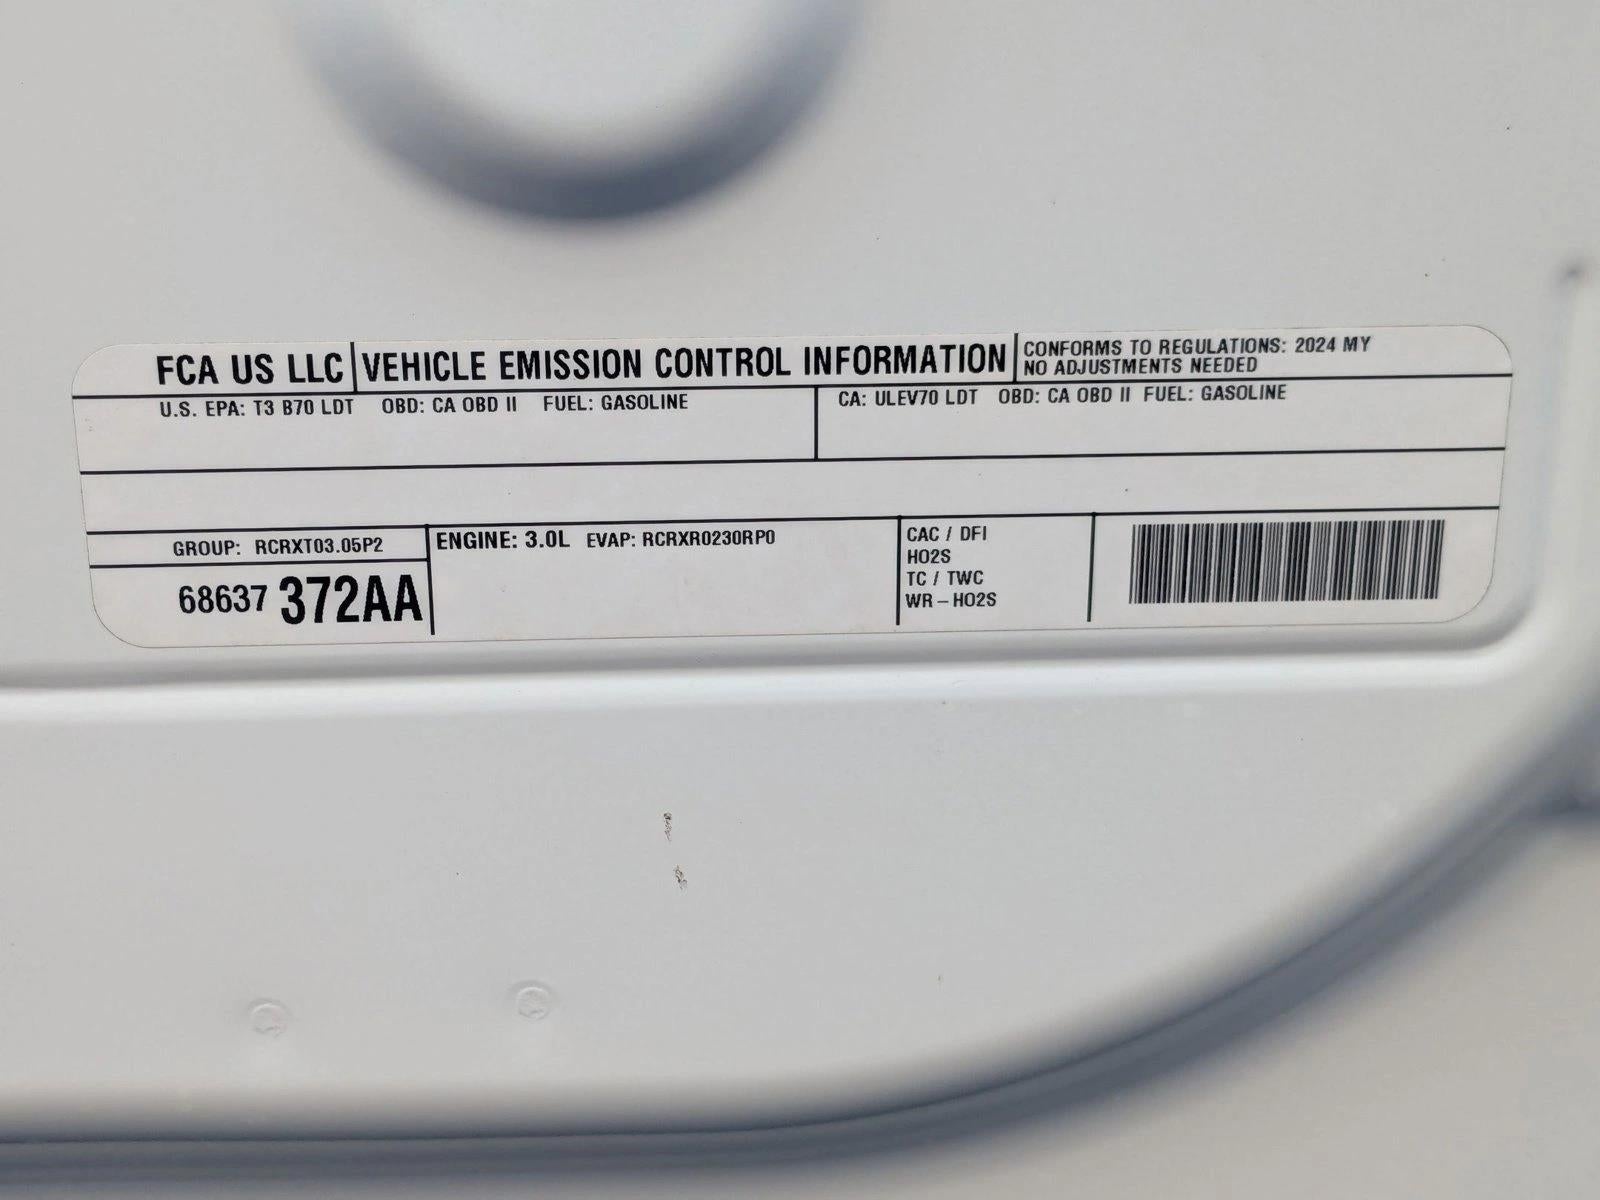 FCA US LLC VEHICLE EMISSION CONTROL INFORMATION
CONFORMS TO REGULATIONS: 2024 MY
NO ADJUSTMENTS NEEDED
U.S. EPA: T3 B70 LDT OBD: CA OBD II FUEL: GASOLINE
CA: ULEV70 LDT OBD: CA OBD II FUEL: GASOLINE
GROUP: RCRXT03.05P2
68637 372AA
ENGINE: 3.0L EVAP: RCRXR0230RP0
CAC / DFI
HO2S
TC / TWC
WR – HO2S